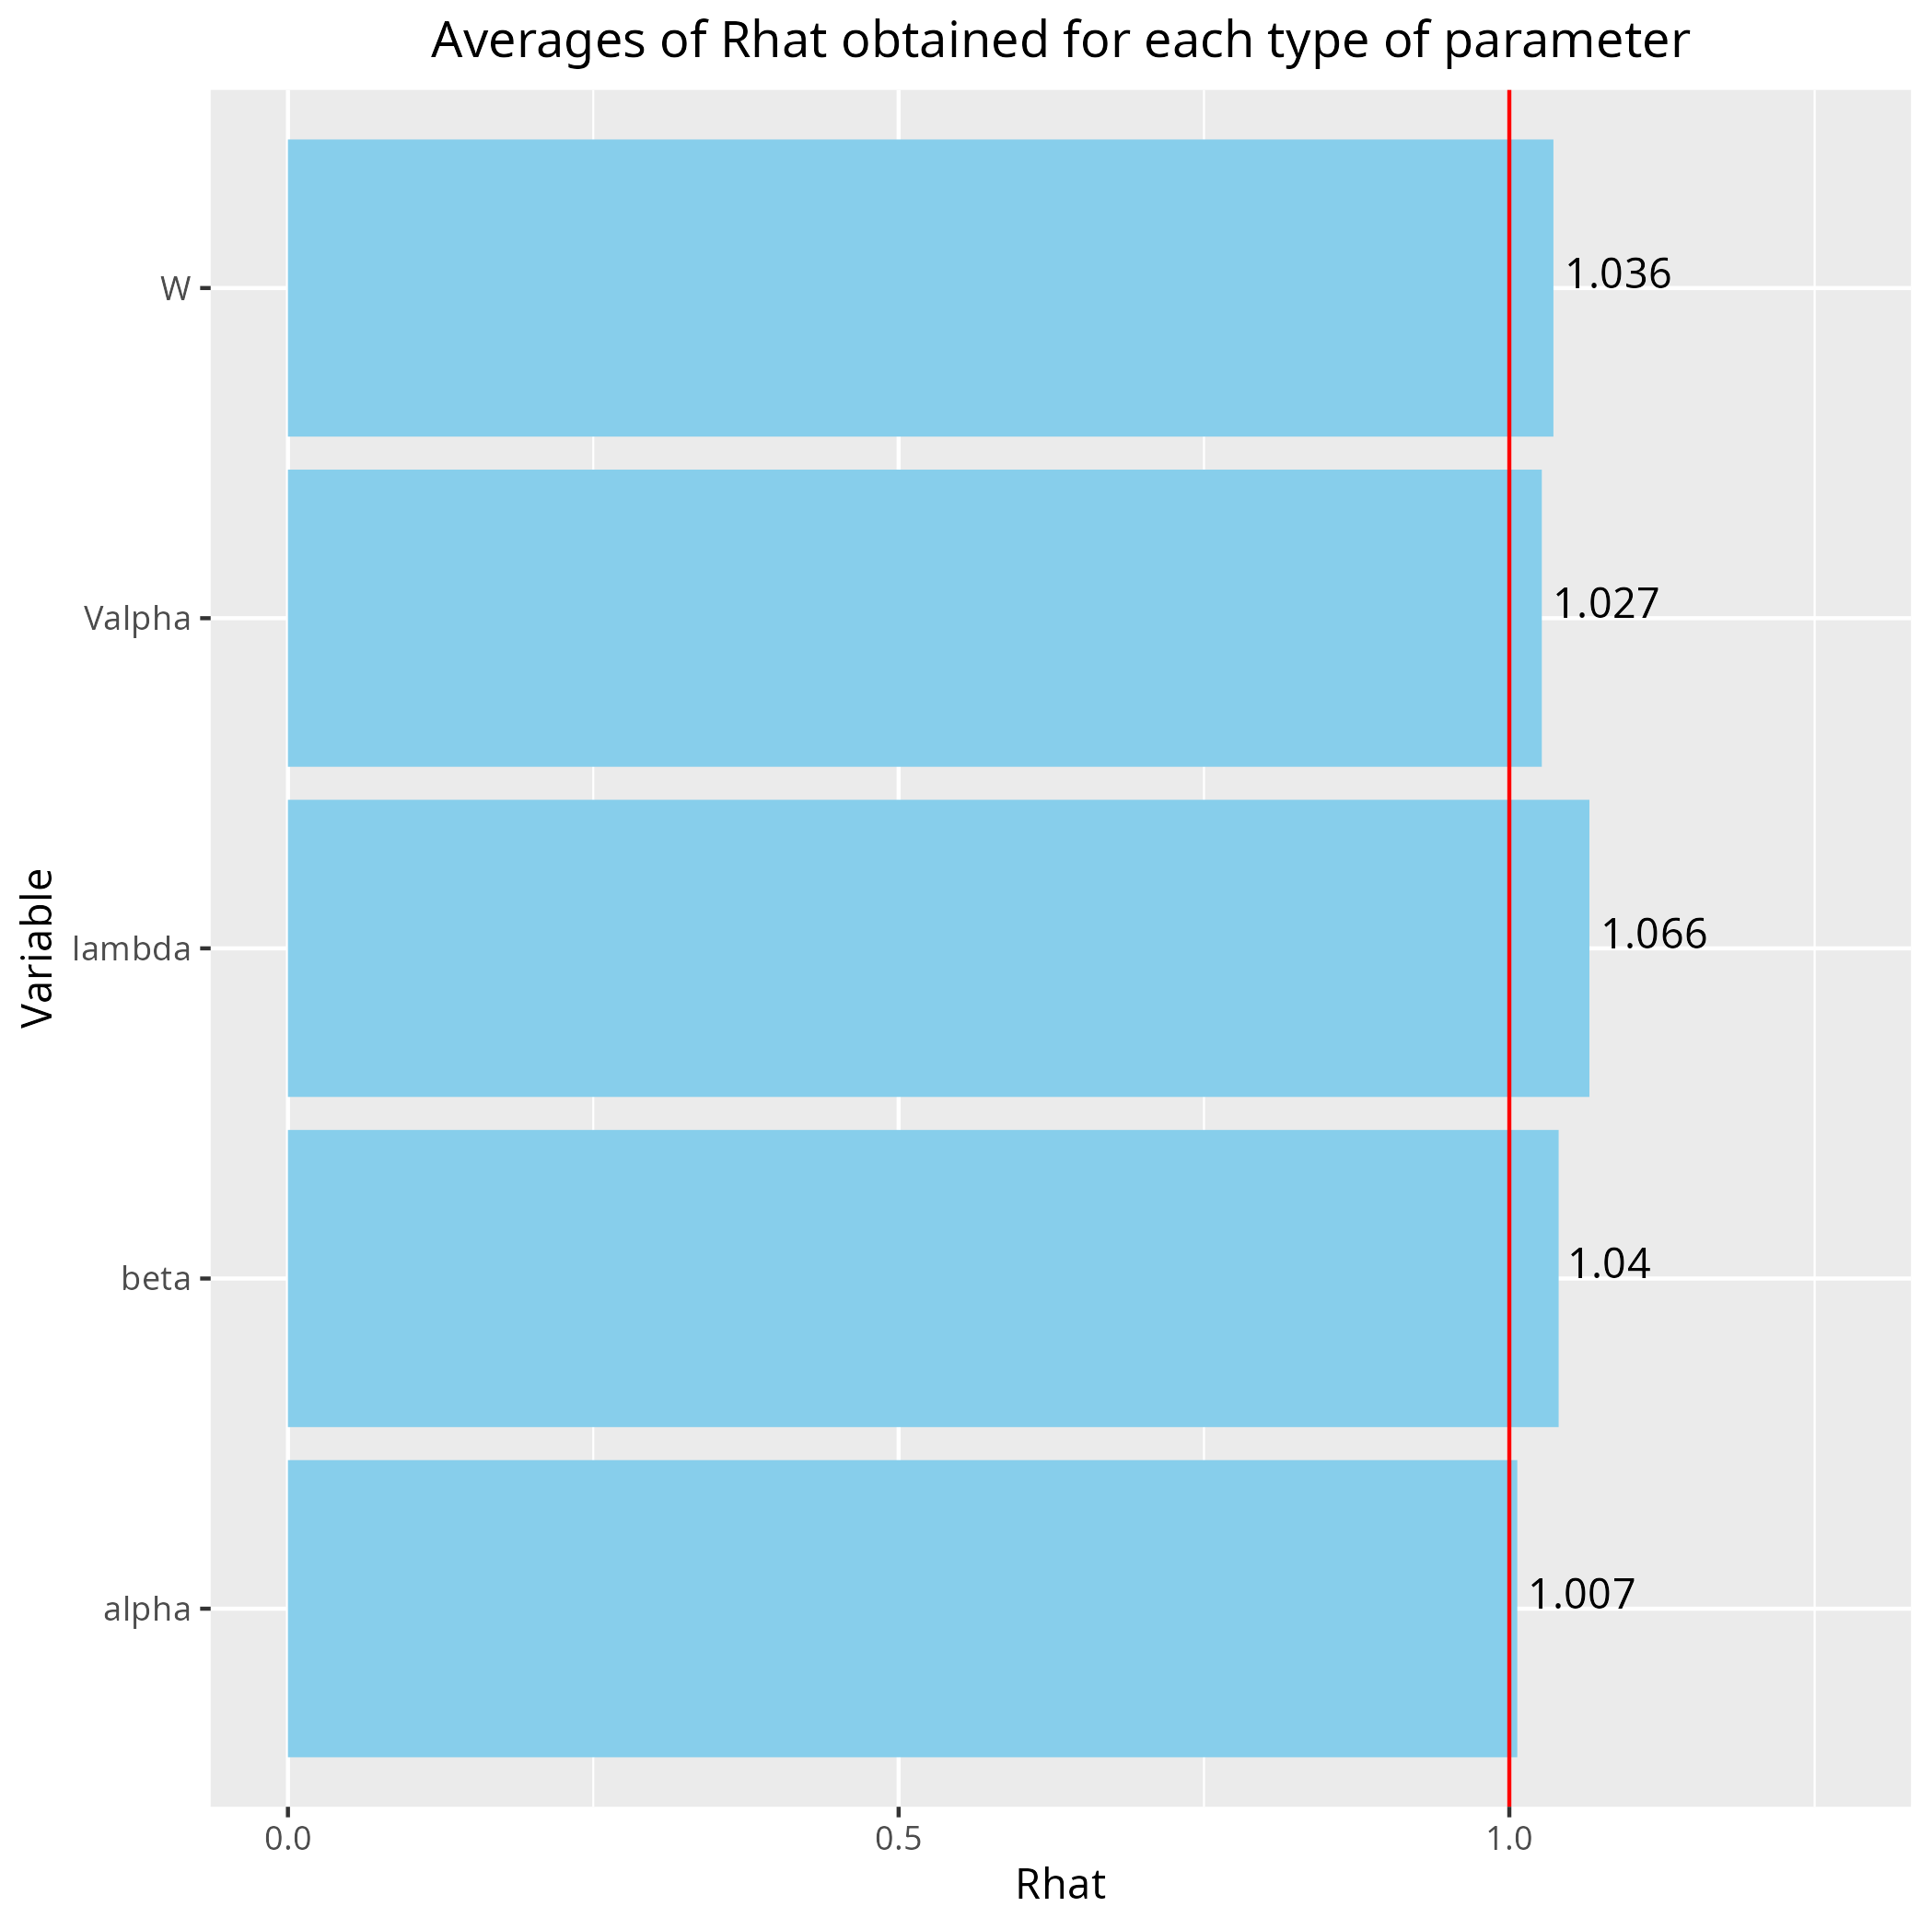 Averages of Rhat obtained for each type of parameter
Variable
W
1.036
Valpha
1.027
lambda
1.066
beta
1.04
alpha
1.007
0.0
0.5
1.0
Rhat